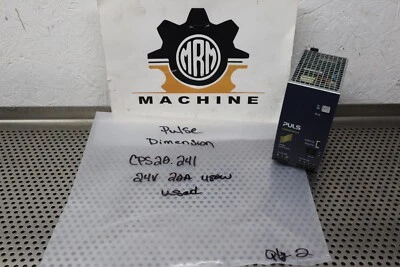 MRM
MACHINE
PULS
Pulse
Dimension
CPS20.241
24V 20A 480W
used
Qty 2